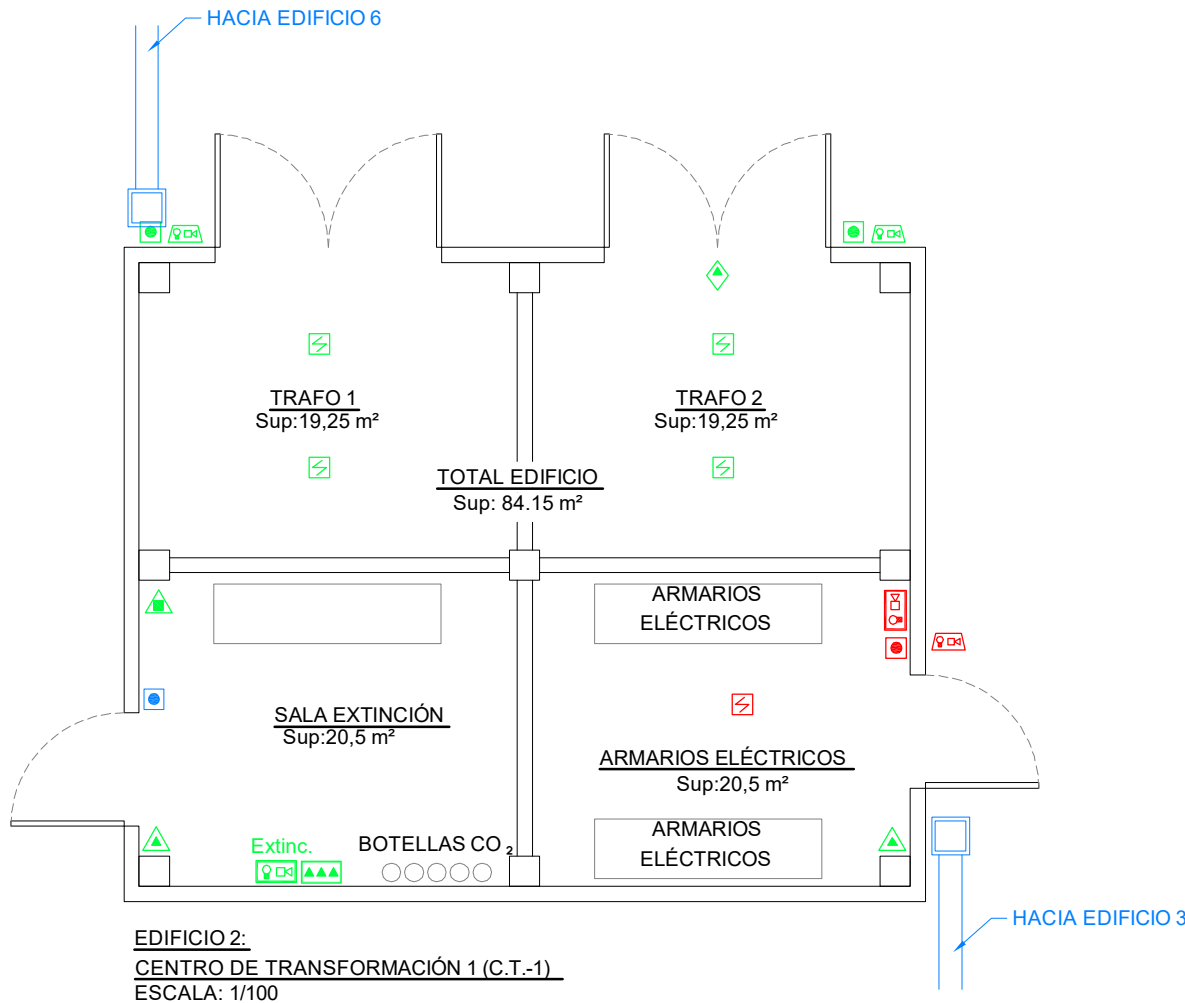 HACIA EDIFICIO 6
TRAFO 1
Sup:19,25 m²
TRAFO 2
Sup:19,25 m²
TOTAL EDIFICIO
Sup: 84.15 m²
ARMARIOS
ELÉCTRICOS
SALA EXTINCIÓN
Sup:20,5 m²
ARMARIOS ELÉCTRICOS
Sup:20,5 m²
Extinc.
BOTELLAS CO₂
ARMARIOS
ELÉCTRICOS
HACIA EDIFICIO 3
EDIFICIO 2:
CENTRO DE TRANSFORMACIÓN 1 (C.T.-1)
ESCALA: 1/100